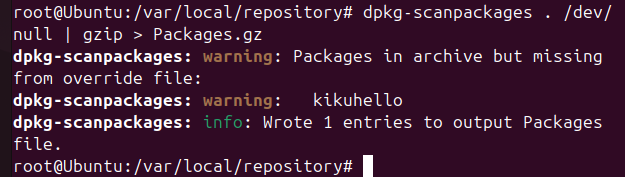 root@Ubuntu:/var/local/repository# dpkg-scanpackages . /dev/
null | gzip > Packages.gz
dpkg-scanpackages: warning: Packages in archive but missing
from override file:
dpkg-scanpackages: warning:   kikuhello
dpkg-scanpackages: info: Wrote 1 entries to output Packages
file.
root@Ubuntu:/var/local/repository#